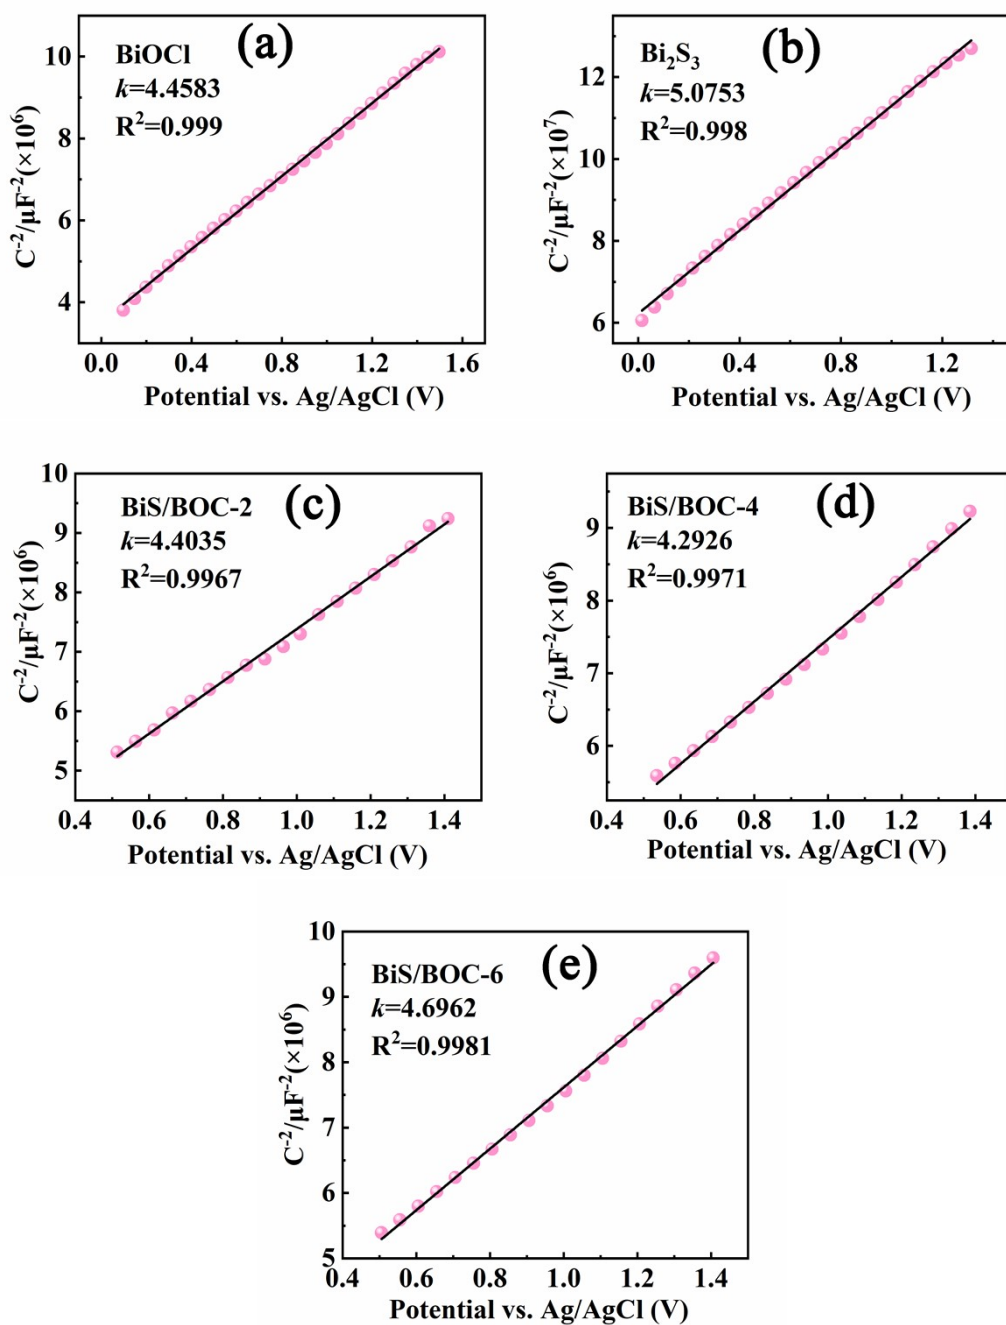 (a)
BiOCl
k=4.4583
R²=0.999
C⁻²/μF⁻²(×10⁶)
10
8
6
4
0.0 0.4 0.8 1.2 1.6
Potential vs. Ag/AgCl (V)
(b)
Bi₂S₃
k=5.0753
R²=0.998
C⁻²/μF⁻²(×10⁷)
12
10
8
6
0.0 0.4 0.8 1.2
Potential vs. Ag/AgCl (V)
(c)
BiS/BOC-2
k=4.4035
R²=0.9967
C⁻²/μF⁻²(×10⁶)
10
9
8
7
6
5
0.4 0.6 0.8 1.0 1.2 1.4
Potential vs. Ag/AgCl (V)
(d)
BiS/BOC-4
k=4.2926
R²=0.9971
C⁻²/μF⁻²(×10⁶)
9
8
7
6
0.4 0.6 0.8 1.0 1.2 1.4
Potential vs. Ag/AgCl (V)
(e)
BiS/BOC-6
k=4.6962
R²=0.9981
C⁻²/μF⁻²(×10⁶)
10
9
8
7
6
5
0.4 0.6 0.8 1.0 1.2 1.4
Potential vs. Ag/AgCl (V)